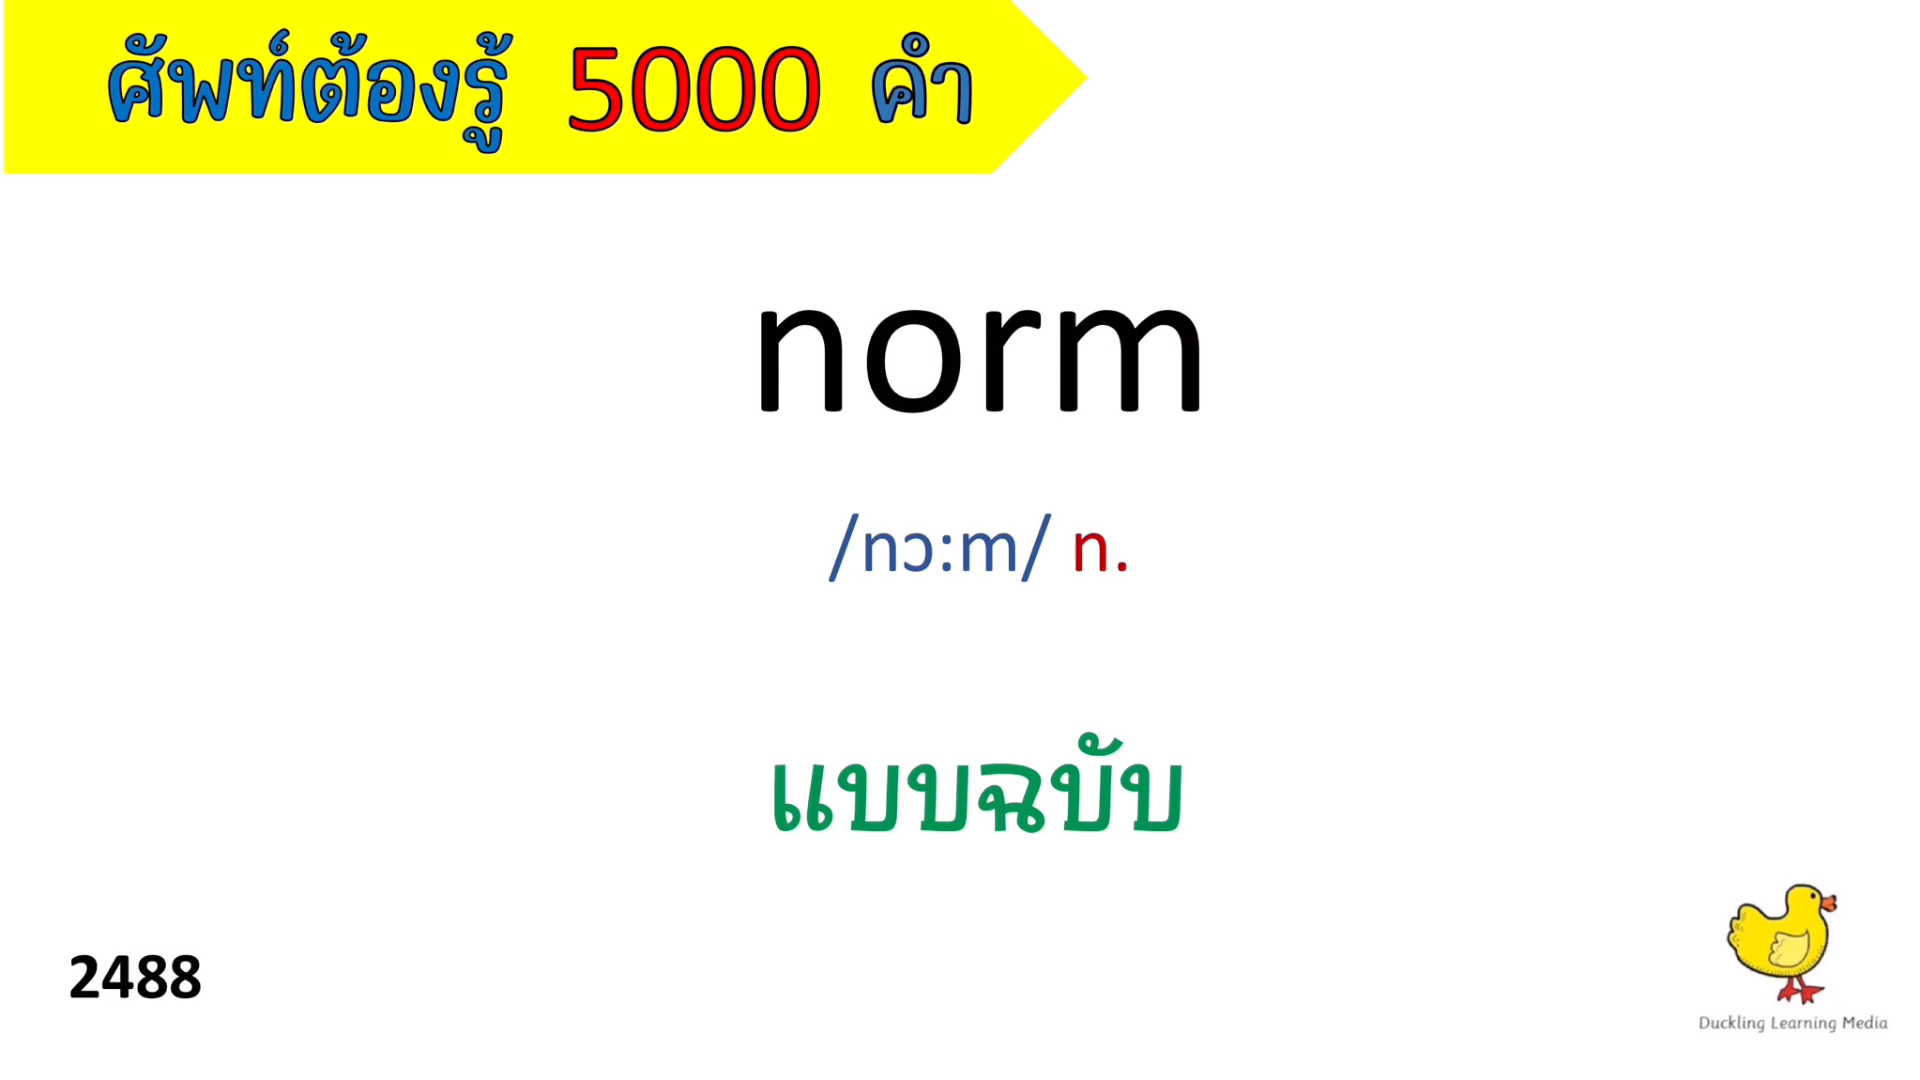 ศัพท์ต้องรู้ 5000 คำ
norm
/nɔ:m/ n.
แบบฉบับ
2488
Duckling Learning Media